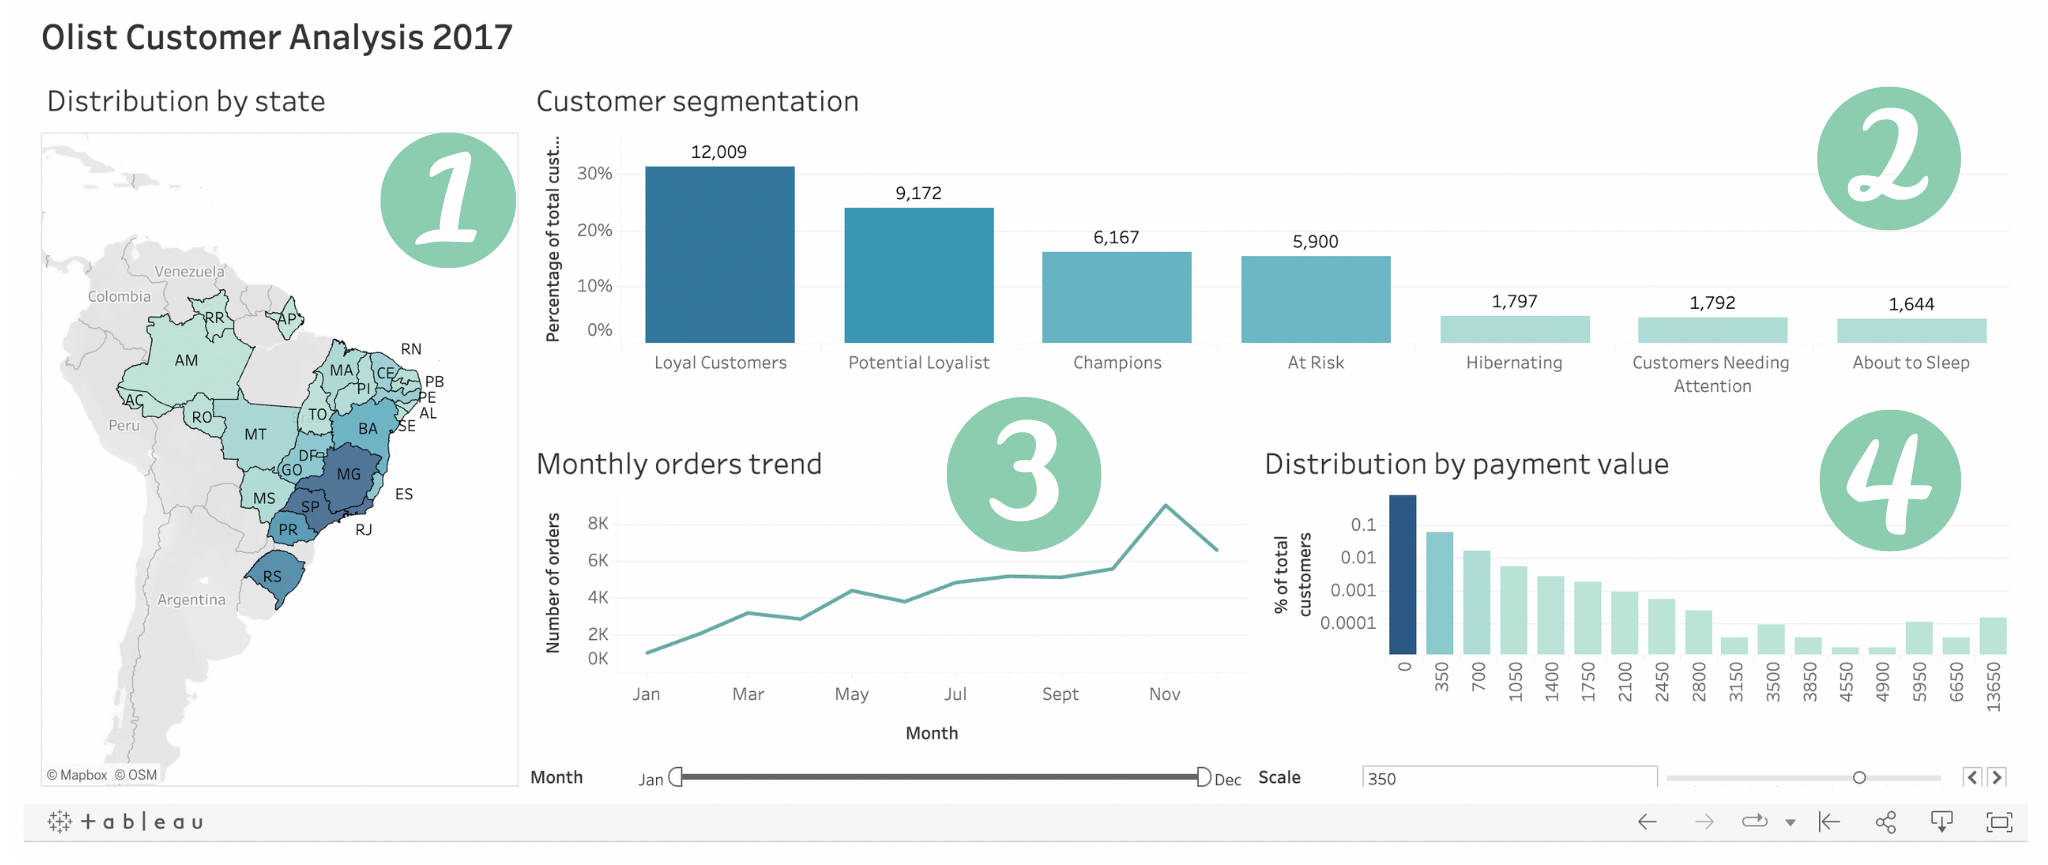 Olist Customer Analysis 2017
Distribution by state
1
Venezuela
Colombia
RR
AP
AM
RN
MA
CE
PB
PI
PE
AC
AL
RO
TO
SE
Peru
MT
BA
DF
GO
MG
MS
ES
SP
PR
RJ
RS
Argentina
© Mapbox © OSM
Customer segmentation
2
Percentage of total cust...
30%
20%
10%
0%
12,009
9,172
6,167
5,900
1,797
1,792
1,644
Loyal Customers
Potential Loyalist
Champions
At Risk
Hibernating
Customers Needing
Attention
About to Sleep
Monthly orders trend
3
Number of orders
8K
6K
4K
2K
0K
Jan
Mar
May
Jul
Sept
Nov
Month
Month
Jan
Dec
Distribution by payment value
4
% of total
customers
0.1
0.01
0.001
0.0001
0
350
700
1050
1400
1750
2100
2450
2800
3150
3500
3850
4550
4900
5950
6650
13650
Scale
350
+ableau